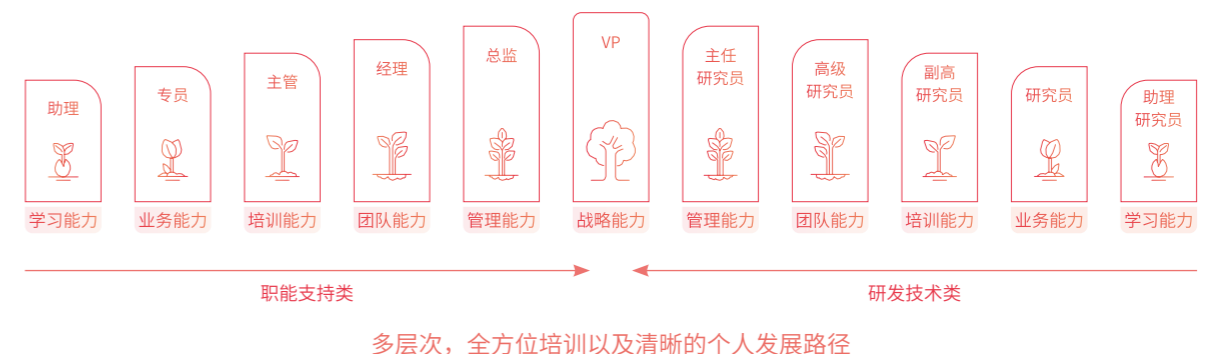 助理
专员
主管
经理
总监
VP
主任
研究员
高级
研究员
副高
研究员
研究员
助理
研究员
学习能力
业务能力
培训能力
团队能力
管理能力
战略能力
管理能力
团队能力
培训能力
业务能力
学习能力
职能支持类
研发技术类
多层次，全方位培训以及清晰的个人发展路径